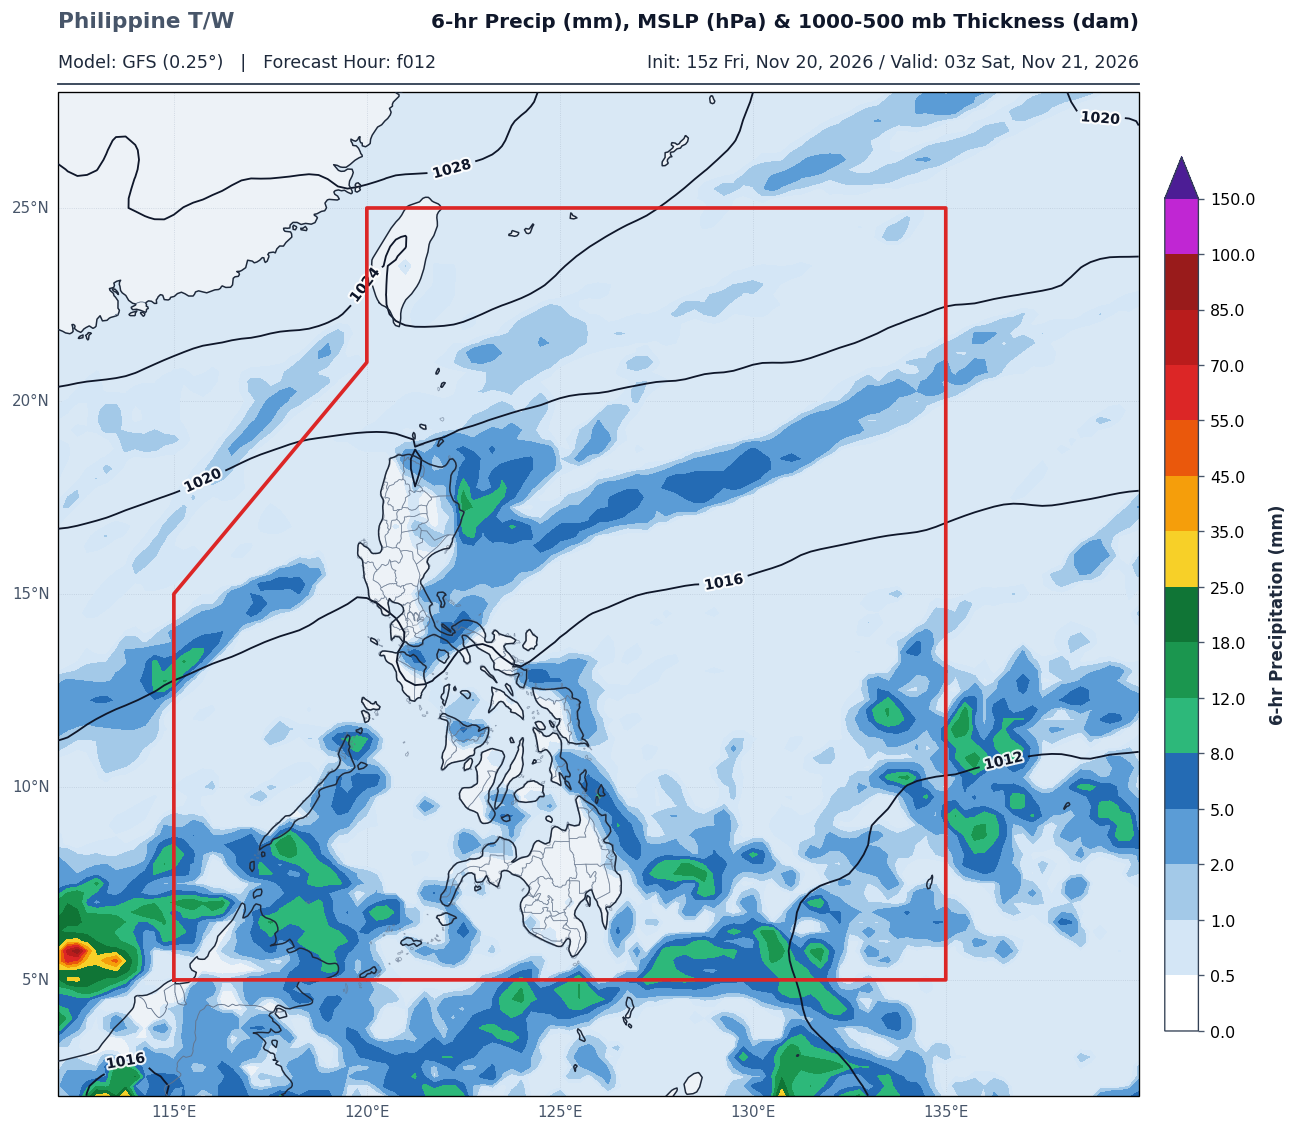 Philippine T/W
6-hr Precip (mm), MSLP (hPa) & 1000-500 mb Thickness (dam)
Model: GFS (0.25°) | Forecast Hour: f012
Init: 15z Fri, Nov 20, 2026 / Valid: 03z Sat, Nov 21, 2026
1020
1028
150.0
25°N
100.0
1024
85.0
70.0
20°N
55.0
1020
45.0
35.0
1016
15°N
25.0
18.0
12.0
8.0
1012
10°N
5.0
2.0
1.0
5°N
0.5
0.0
1016
6-hr Precipitation (mm)
115°E
120°E
125°E
130°E
135°E